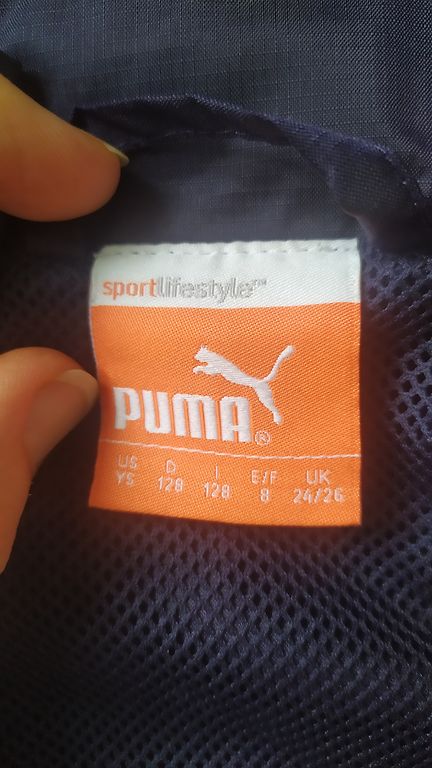 sportlifestyle™
PUMA®
US D I E/F UK
YS 128 128 8 24/26